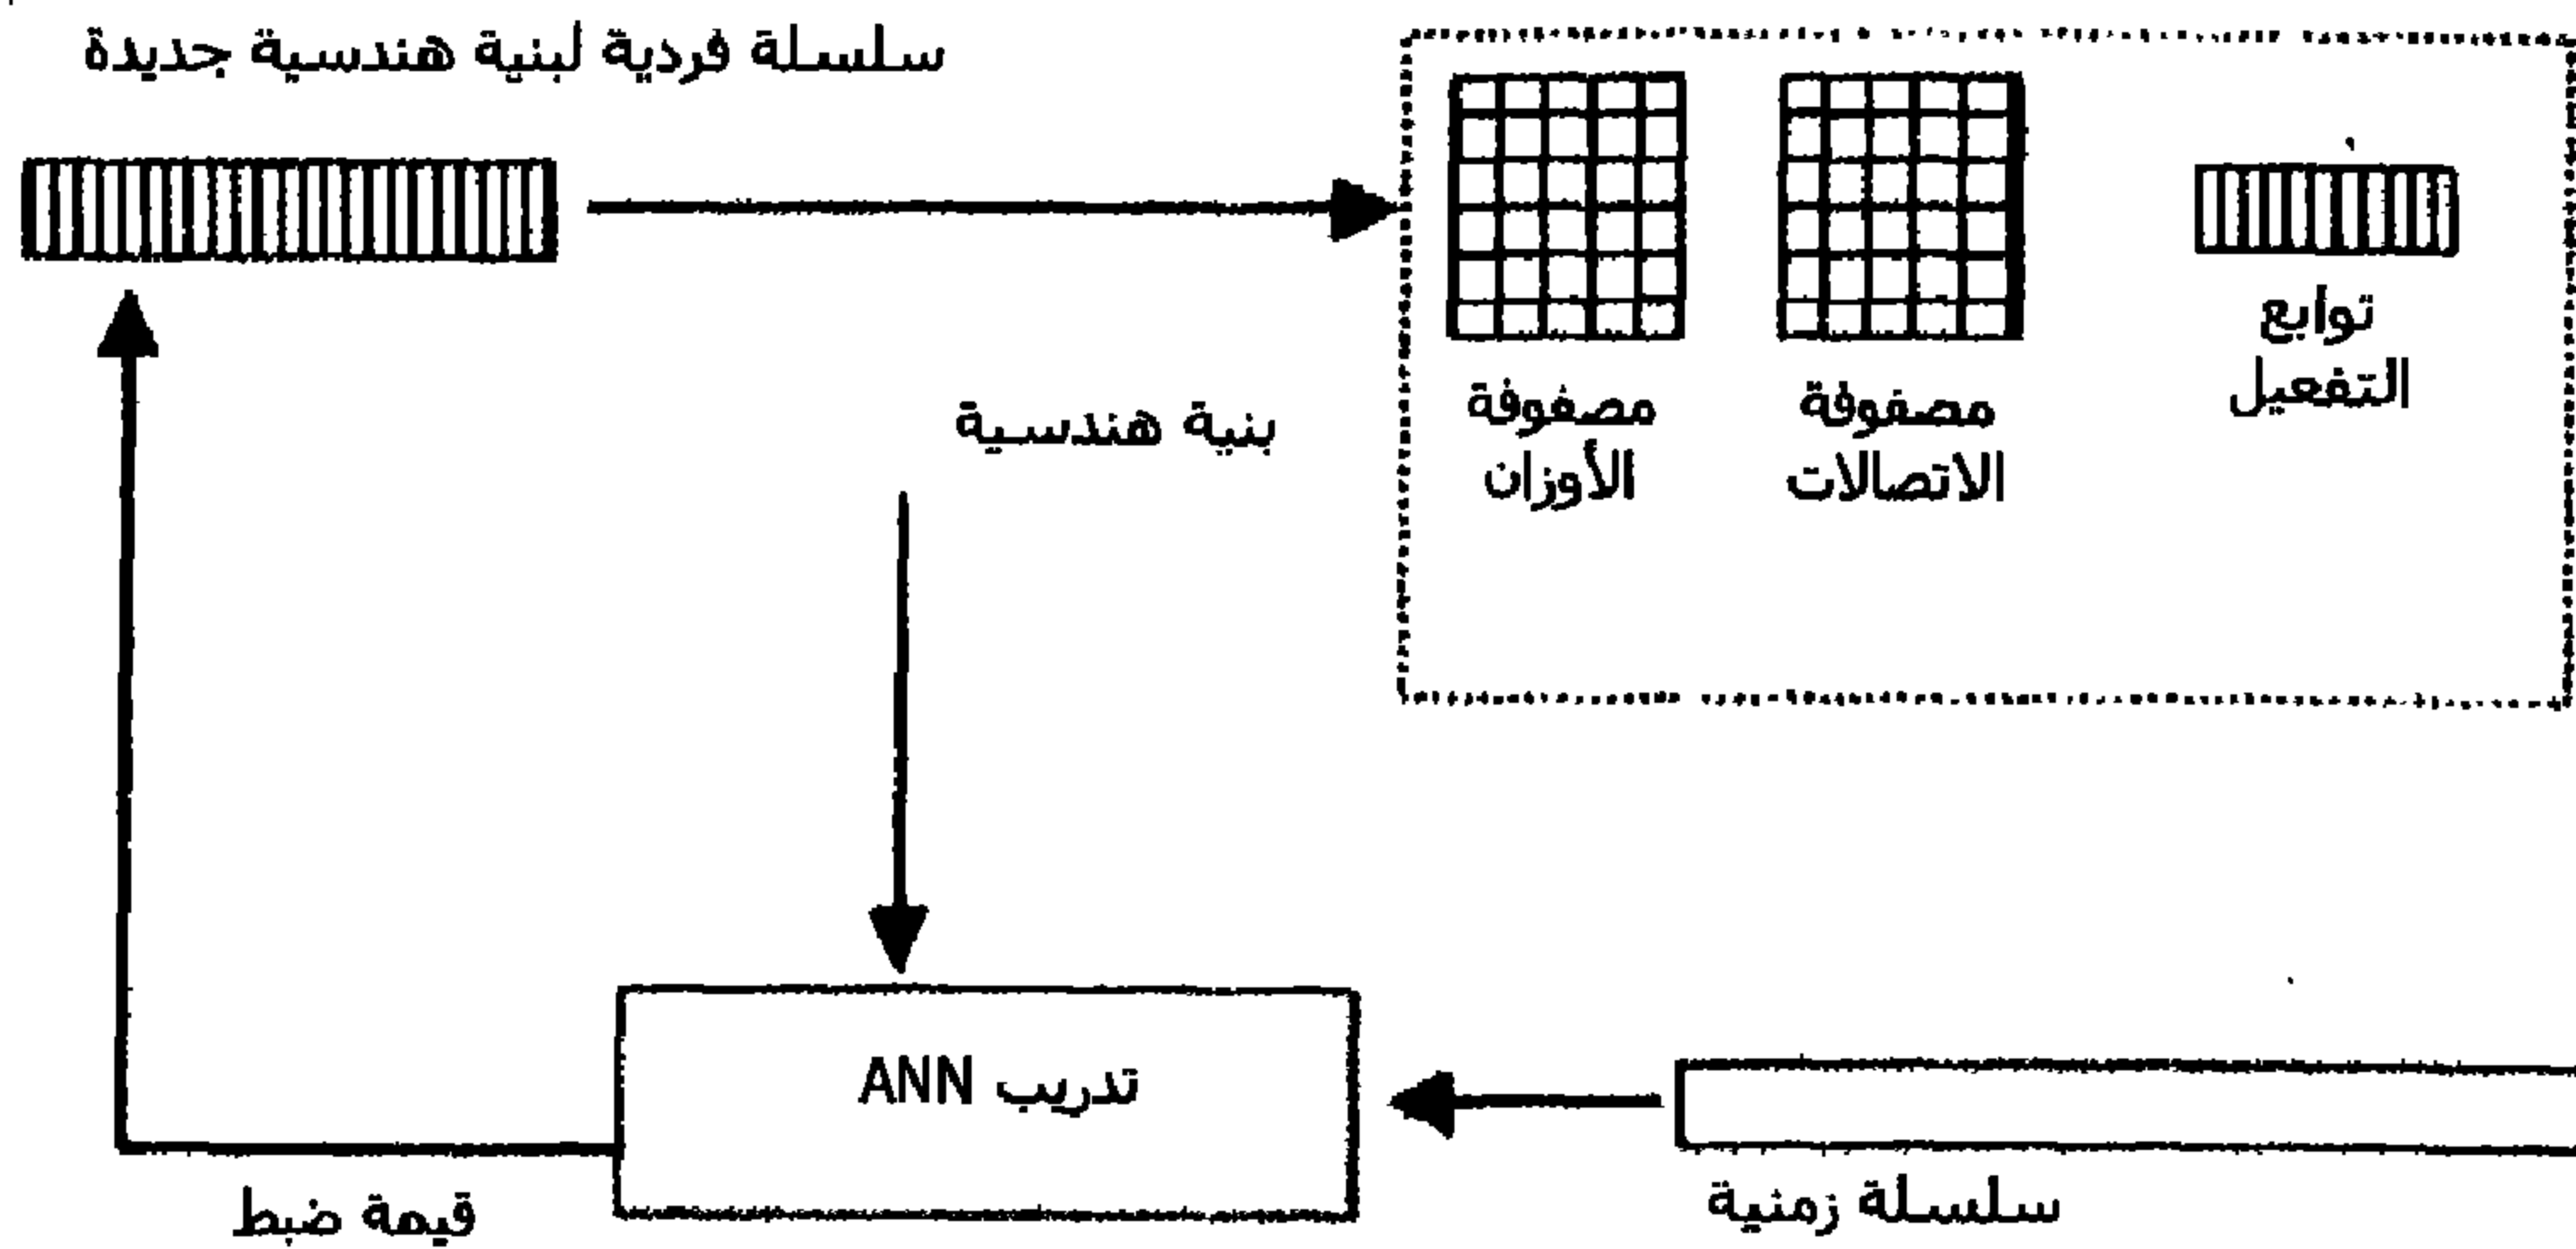 سلسلة فردية لبنية هندسية جديدة
توابع
التفعيل
مصفوفة
الاتصالات
مصفوفة
الأوزان
بنية هندسية
تدريب ANN
سلسلة زمنية
قيمة ضبط